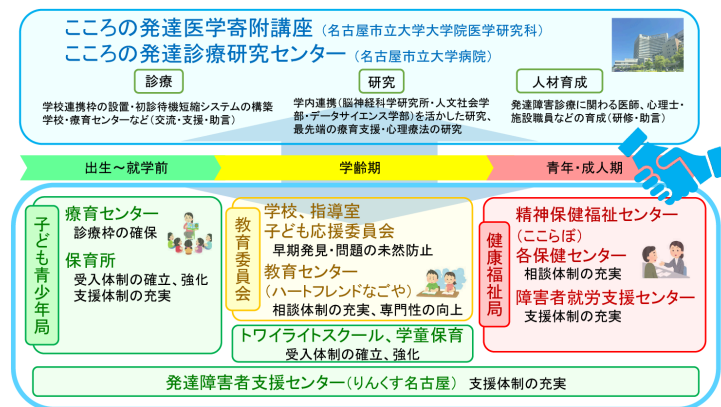 こころの発達医学寄附講座（名古屋市立大学大学院医学研究科）
こころの発達診療研究センター（名古屋市立大学病院）
診療
学校連携枠の設置・初診待機短縮システムの構築
学校・療育センターなど（交流・支援・助言）
研究
学内連携（脳神経科学研究所・人文社会学
部・データサイエンス学部）を活かした研究、
最先端の療育支援・心理療法の研究
人材育成
発達障害診療に関わる医師、心理士・
施設職員などの育成（研修・助言）
出生～就学前
学齢期
青年・成人期
子ども青少年局
療育センター
診療枠の確保
保育所
受入体制の確立、強化
支援体制の充実
教育委員会
学校、指導室
子ども応援委員会
早期発見・問題の未然防止
教育センター
（ハートフレンドなごや）
相談体制の充実、専門性の向上
トワイライトスクール、学童保育
受入体制の確立、強化
健康福祉局
精神保健福祉センター
（ここらぼ）
各保健センター
相談体制の充実
障害者就労支援センター
支援体制の充実
発達障害者支援センター（りんくす名古屋） 支援体制の充実